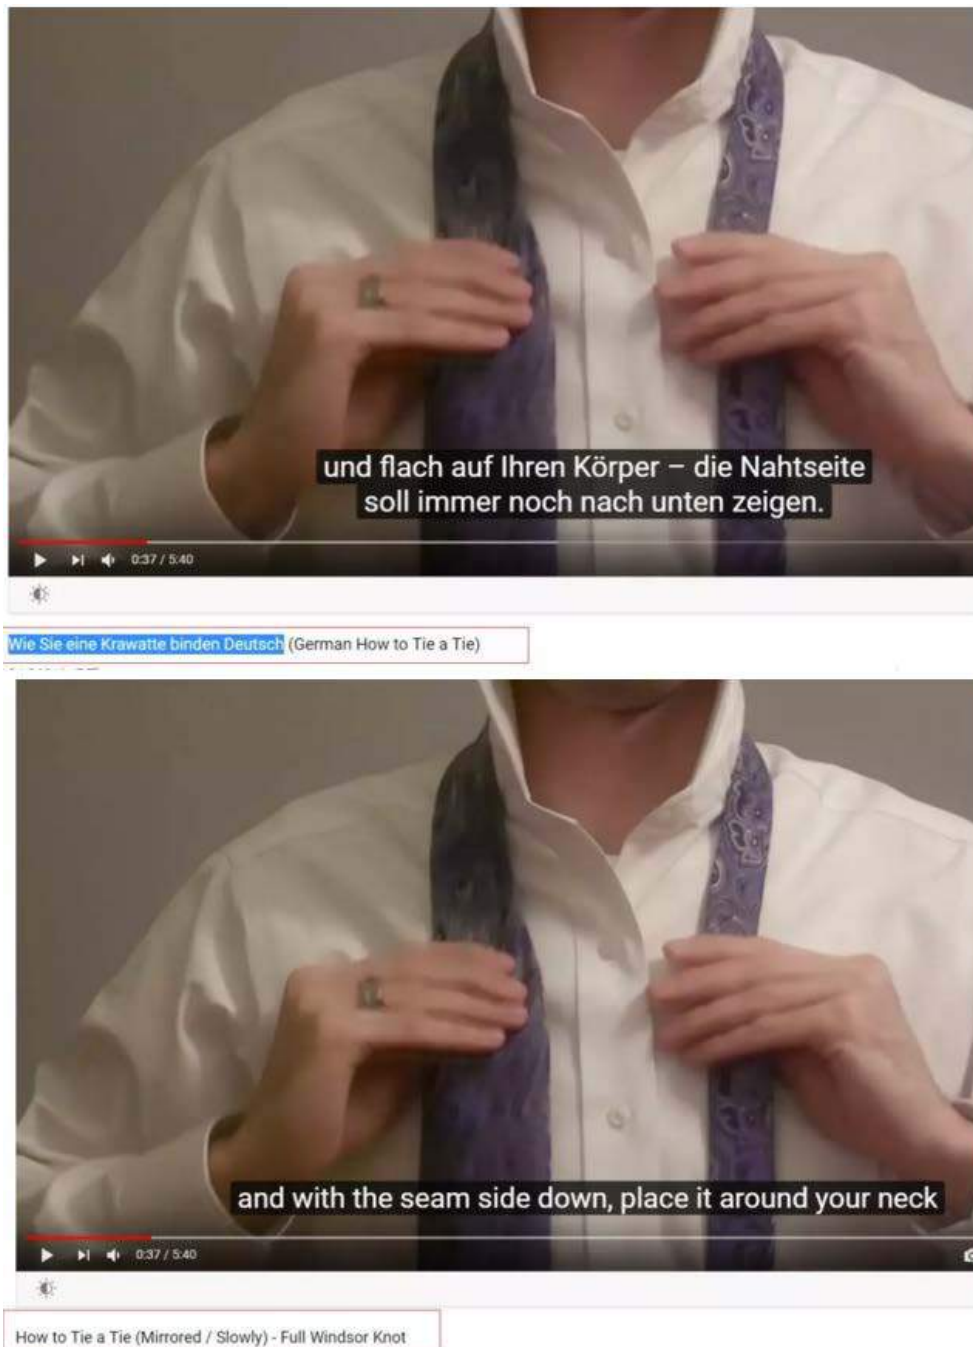 und flach auf Ihren Körper – die Nahtseite
soll immer noch nach unten zeigen.
0:37 / 5:40
Wie Sie eine Krawatte binden Deutsch (German How to Tie a Tie)
and with the seam side down, place it around your neck
0:37 / 5:40
How to Tie a Tie (Mirrored / Slowly) - Full Windsor Knot